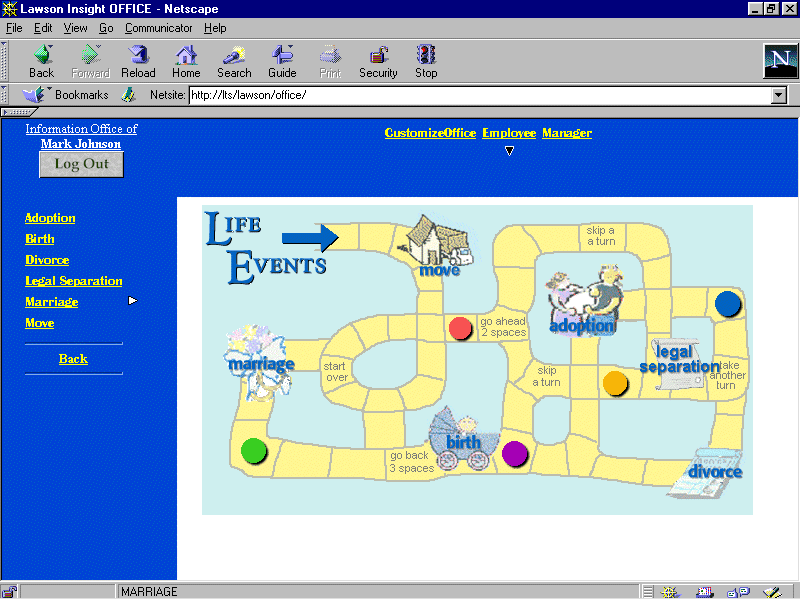 Lawson Insight OFFICE - Netscape
File Edit View Go Communicator Help
Back Forward Reload Home Search Guide Print Security Stop
N
Bookmarks Netsite: http://lts/lawson/office/
Information Office of
Mark Johnson
Log Out
CustomizeOffice Employee Manager
Adoption
Birth
Divorce
Legal Separation
Marriage
Move
Back
LIFE
EVENTS
move
skip a
a turn
adoption
go ahead
2 spaces
marriage
start
over
skip
a turn
legal
separation
take
another
turn
birth
go back
3 spaces
divorce
MARRIAGE